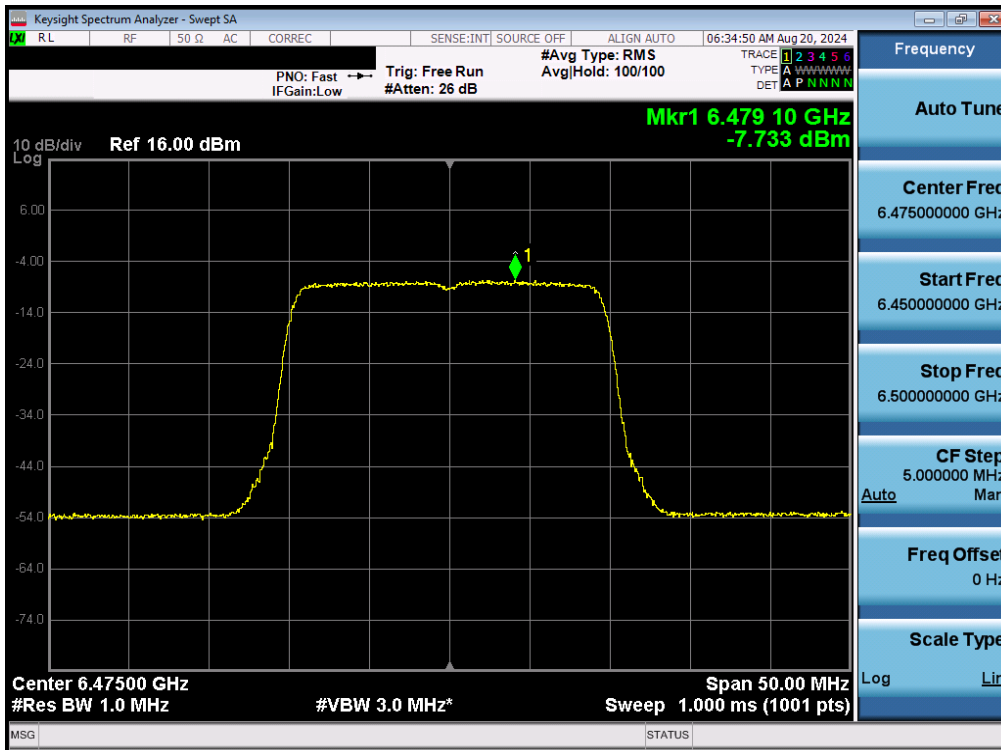 Keysight Spectrum Analyzer - Swept SA
LXI RL RF 50 Ω AC CORREC SENSE:INT SOURCE OFF ALIGN AUTO 06:34:50 AM Aug 20, 2024
PNO: Fast
IFGain:Low
Trig: Free Run
#Atten: 26 dB
#Avg Type: RMS
Avg|Hold: 100/100
TRACE 1 2 3 4 5 6
TYPE A WWWWW
DET A P N N N N
Mkr1 6.479 10 GHz
-7.733 dBm
10 dB/div Ref 16.00 dBm
Log
6.00
-4.00
1
-14.0
-24.0
-34.0
-44.0
-54.0
-64.0
-74.0
Center 6.47500 GHz Span 50.00 MHz
#Res BW 1.0 MHz #VBW 3.0 MHz* Sweep 1.000 ms (1001 pts)
MSG STATUS
Frequency
Auto Tune
Center Freq
6.475000000 GHz
Start Freq
6.450000000 GHz
Stop Freq
6.500000000 GHz
CF Step
5.000000 MHz
Auto Man
Freq Offset
0 Hz
Scale Type
Log Lin